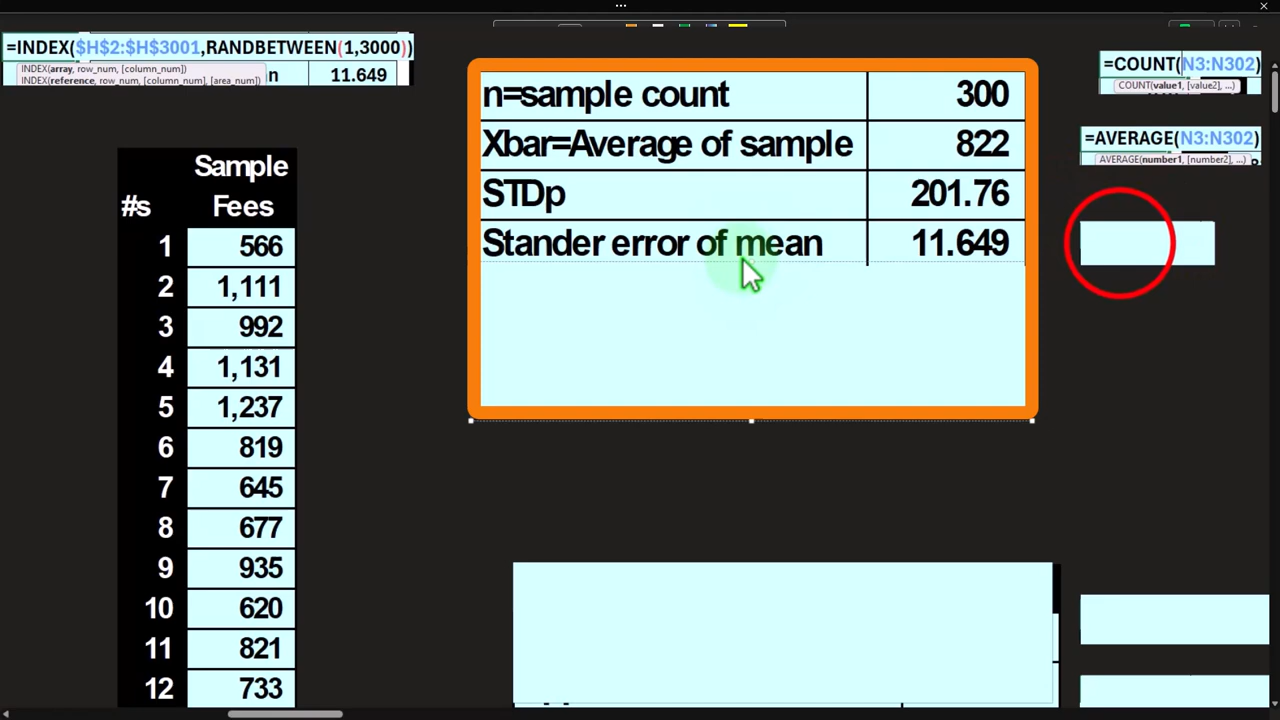 =INDEX($H$2:$H$3001,RANDBETWEEN(1,3000))
INDEX(array, row_num, [column_num])
INDEX(reference, row_num, [column_num], [area_num])
11.649
=COUNT(N3:N302)
COUNT(value1, [value2], ...)
=AVERAGE(N3:N302)
AVERAGE(number1, [number2], ...)
n=sample count 300
Xbar=Average of sample 822
STDp 201.76
Stander error of mean 11.649
#s Sample Fees
1 566
2 1,111
3 992
4 1,131
5 1,237
6 819
7 645
8 677
9 935
10 620
11 821
12 733